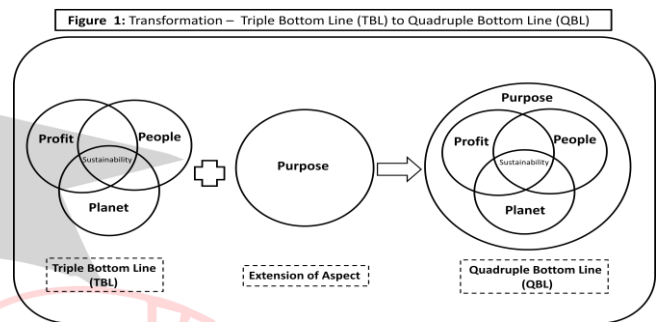 Figure 1: Transformation – Triple Bottom Line (TBL) to Quadruple Bottom Line (QBL)
Profit
People
Sustainability
Planet
Triple Bottom Line
(TBL)
Purpose
Extension of Aspect
Purpose
Profit
People
Sustainability
Planet
Quadruple Bottom Line
(QBL)